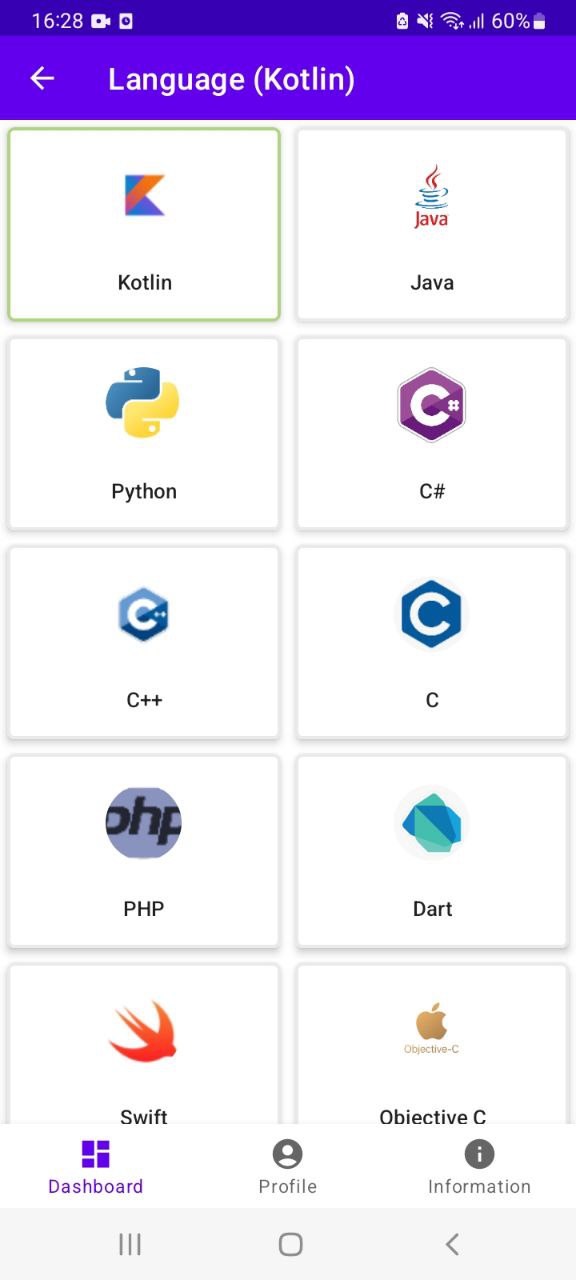 16:28 60%
Language (Kotlin)
Java
Kotlin Java
Python C#
C++ C
php
PHP Dart
Objective-C
Swift Objective C
Dashboard Profile Information